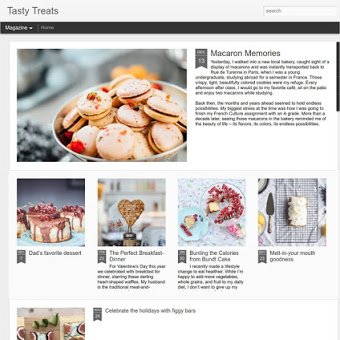 Tasty Treats
search
Magazine
Home
13
Macaron Memories
Yesterday, I walked into a new local bakery, caught sight of a
display of macarons and was instantly transported back to
Rue de Turenne in Paris, when I was a young
undergraduate, studying abroad for a semester in France. Those
crispy, light, beautifully colored cookies were my refuge. Every
afternoon after class, I would go to my favorite café, sit on the patio
and enjoy two macarons while studying.
Back then, the months and years ahead seemed to hold endless
possibilities. My biggest stress at the time was how I was going to
finish my French Culture assignment with an A grade. More than a
decade later, seeing those macarons in the bakery reminded me of
the beauty of life – its flavors, its colors, its endless possibilities.
Dad's favorite dessert
The Perfect Breakfast-
Dinner
For Valentine's Day this year
we celebrated with breakfast for
dinner, starring these darling
heart-shaped waffles. My husband is
the traditional meat-and-
Bunting the Calories
from Bundt Cake
I recently made a lifestyle
change to eat healthier. While I'm
happy to add more vegetables,
whole grains, and fruit to my daily
diet, I don't want to give up my
Melt-in-your mouth
goodness
Celebrate the holidays with figgy bars